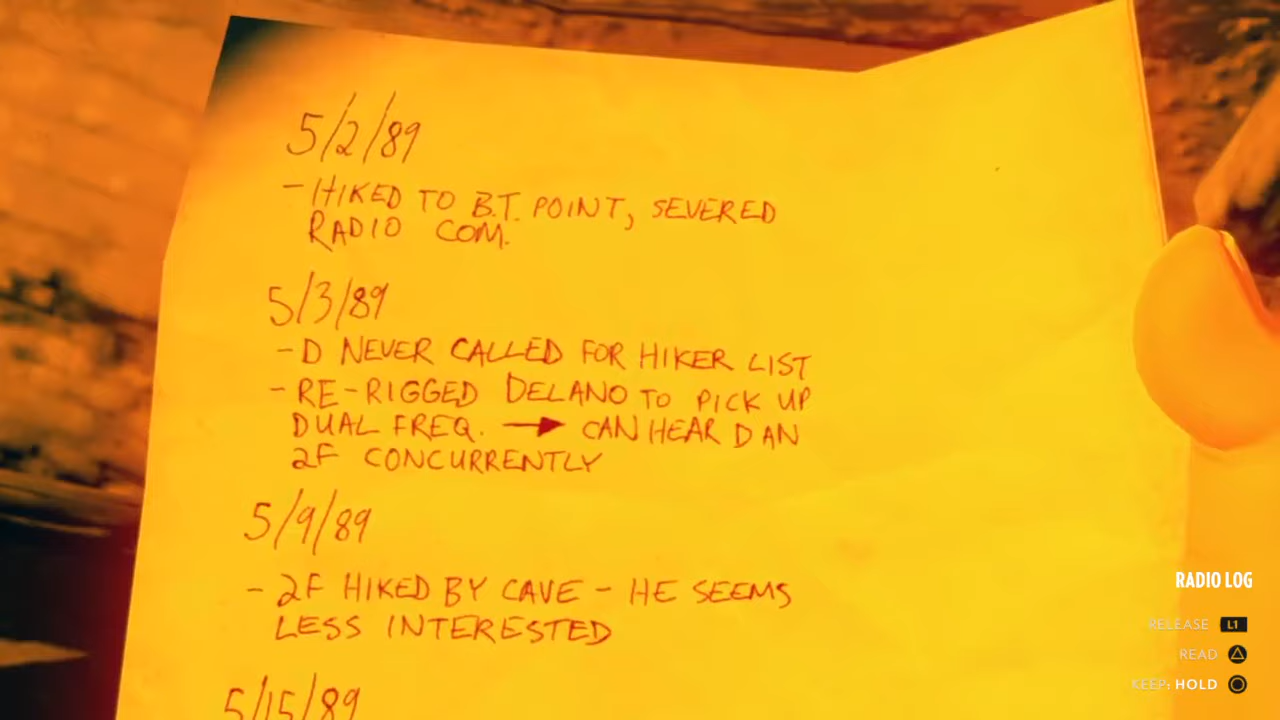 5/2/89
- HIKED TO B.T. POINT, SEVERED
RADIO COM.
5/3/89
- D NEVER CALLED FOR HIKER LIST
- RE-RIGGED DELANO TO PICK UP
DUAL FREQ. → CAN HEAR D AN
2F CONCURRENTLY
5/9/89
- 2F HIKED BY CAVE - HE SEEMS
LESS INTERESTED
5/15/89
RADIO LOG
RELEASE L1
READ
KEEP: HOLD